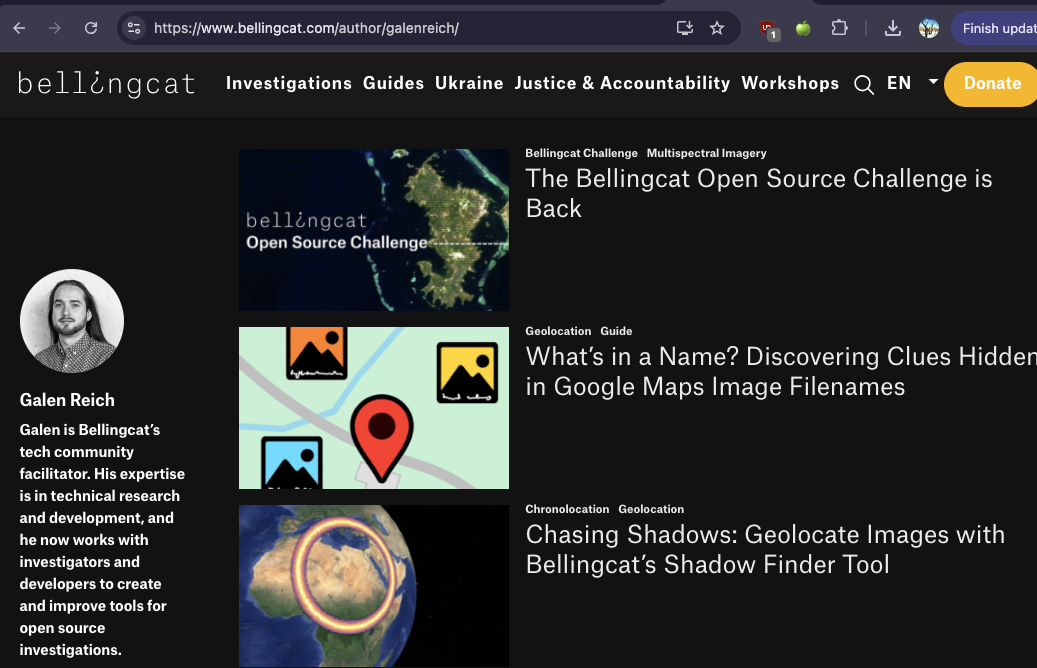 https://www.bellingcat.com/author/galenreich/
1
Finish updat
bellingcat
Investigations Guides Ukraine Justice & Accountability Workshops EN Donate
Galen Reich
Galen is Bellingcat’s
tech community
facilitator. His expertise
is in technical research
and development, and
he now works with
investigators and
developers to create
and improve tools for
open source
investigations.
bellingcat
Open Source Challenge
Bellingcat Challenge Multispectral Imagery
The Bellingcat Open Source Challenge is
Back
Geolocation Guide
What’s in a Name? Discovering Clues Hidden
in Google Maps Image Filenames
Chronolocation Geolocation
Chasing Shadows: Geolocate Images with
Bellingcat’s Shadow Finder Tool